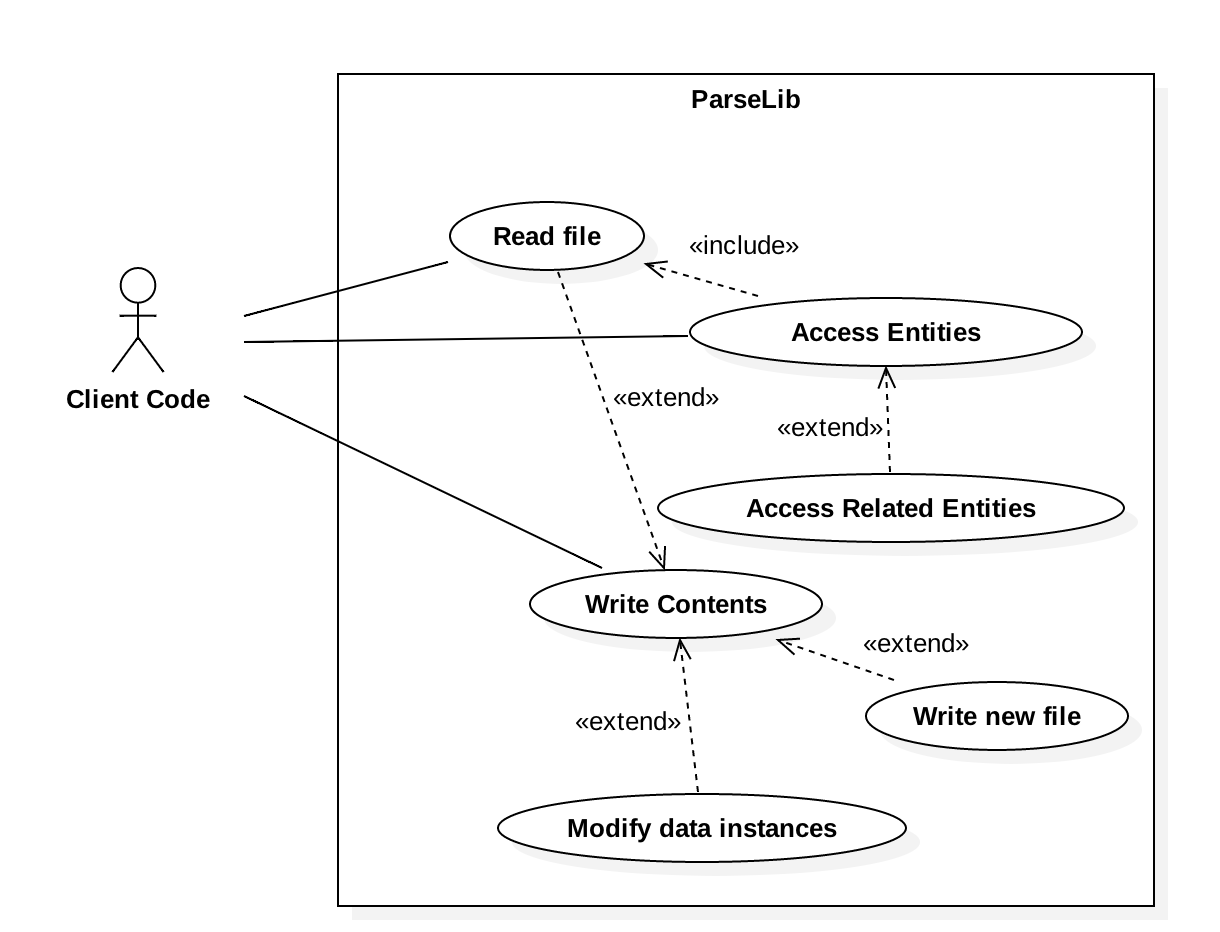 ParseLib
Read file
«include»
Access Entities
Client Code
«extend»
«extend»
Access Related Entities
Write Contents
«extend»
Write new file
«extend»
Modify data instances